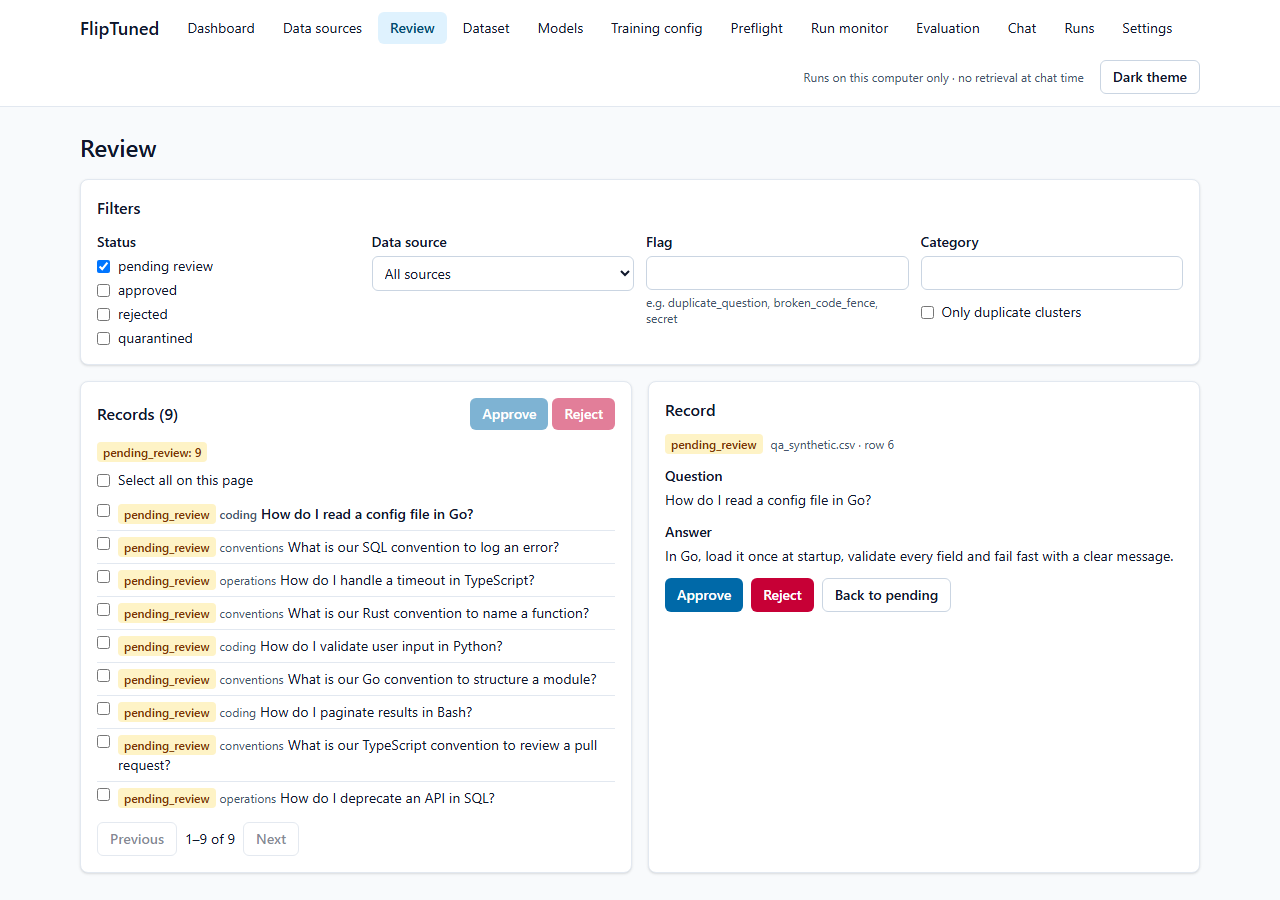 FlipTuned Dashboard Data sources Review Dataset Models Training config Preflight Run monitor Evaluation Chat Runs Settings
Runs on this computer only · no retrieval at chat time Dark theme
Review
Filters
Status
pending review
approved
rejected
quarantined
Data source
All sources
Flag
e.g. duplicate_question, broken_code_fence,
secret
Category
Only duplicate clusters
Records (9) Approve Reject
pending_review: 9
Select all on this page
pending_review coding How do I read a config file in Go?
pending_review conventions What is our SQL convention to log an error?
pending_review operations How do I handle a timeout in TypeScript?
pending_review conventions What is our Rust convention to name a function?
pending_review coding How do I validate user input in Python?
pending_review conventions What is our Go convention to structure a module?
pending_review coding How do I paginate results in Bash?
pending_review conventions What is our TypeScript convention to review a pull
request?
pending_review operations How do I deprecate an API in SQL?
Previous 1–9 of 9 Next
Record
pending_review qa_synthetic.csv · row 6
Question
How do I read a config file in Go?
Answer
In Go, load it once at startup, validate every field and fail fast with a clear message.
Approve Reject Back to pending